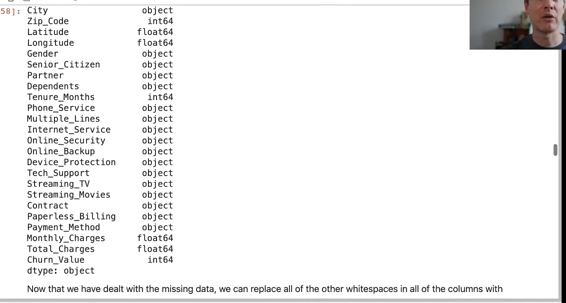 58]: City object
Zip_Code int64
Latitude float64
Longitude float64
Gender object
Senior_Citizen object
Partner object
Dependents object
Tenure_Months int64
Phone_Service object
Multiple_Lines object
Internet_Service object
Online_Security object
Online_Backup object
Device_Protection object
Tech_Support object
Streaming_TV object
Streaming_Movies object
Contract object
Paperless_Billing object
Payment_Method object
Monthly_Charges float64
Total_Charges float64
Churn_Value int64
dtype: object
Now that we have dealt with the missing data, we can replace all of the other whitespaces in all of the columns with